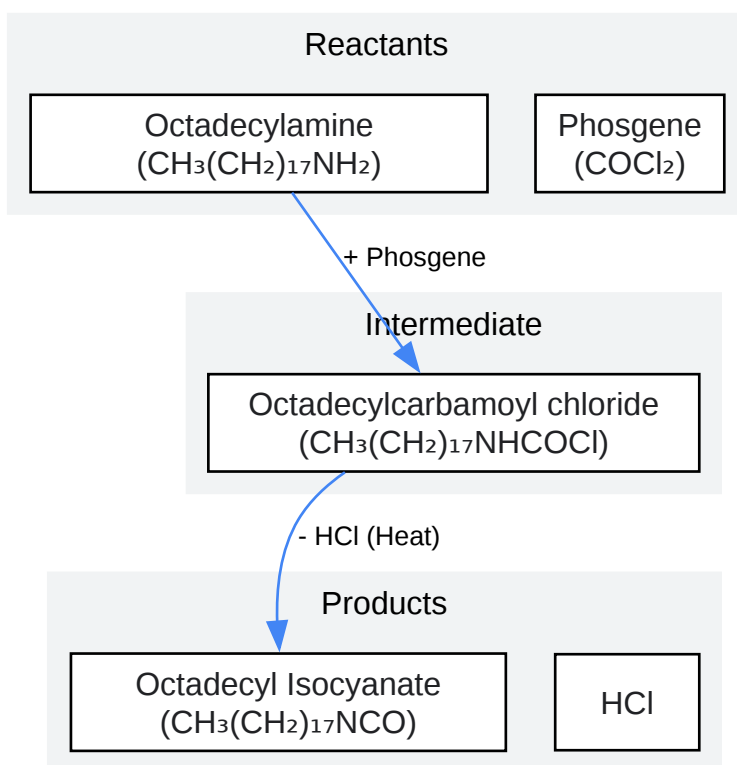 Reactants
Octadecylamine
(CH₃(CH₂)₁₇NH₂)
Phosgene
(COCl₂)
+ Phosgene
Intermediate
Octadecylcarbamoyl chloride
(CH₃(CH₂)₁₇NHCOCl)
- HCl (Heat)
Products
Octadecyl Isocyanate
(CH₃(CH₂)₁₇NCO)
HCl